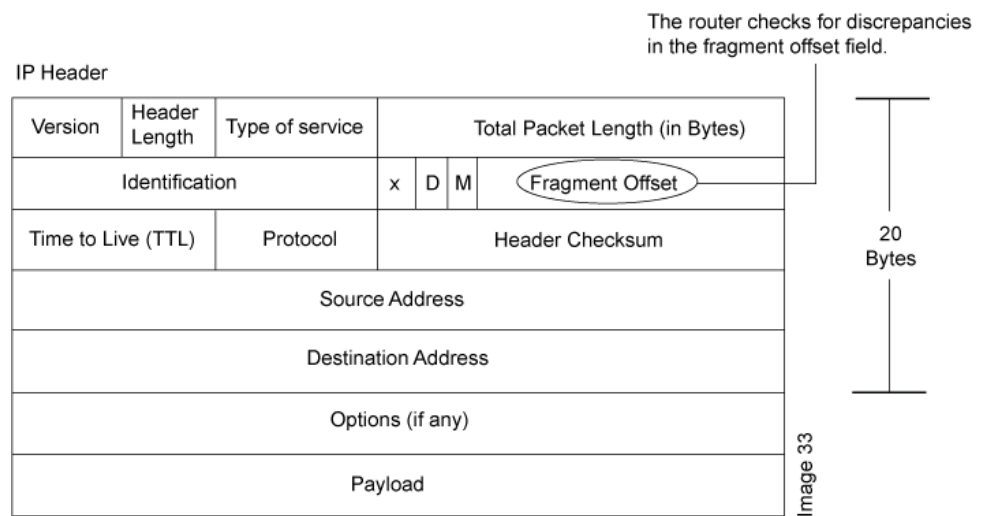 The router checks for discrepancies
in the fragment offset field.
IP Header
Version
Header
Length
Type of service
Total Packet Length (in Bytes)
Identification
x
D
M
Fragment Offset
Time to Live (TTL)
Protocol
Header Checksum
20
Bytes
Source Address
Destination Address
Options (if any)
Payload
Image 33